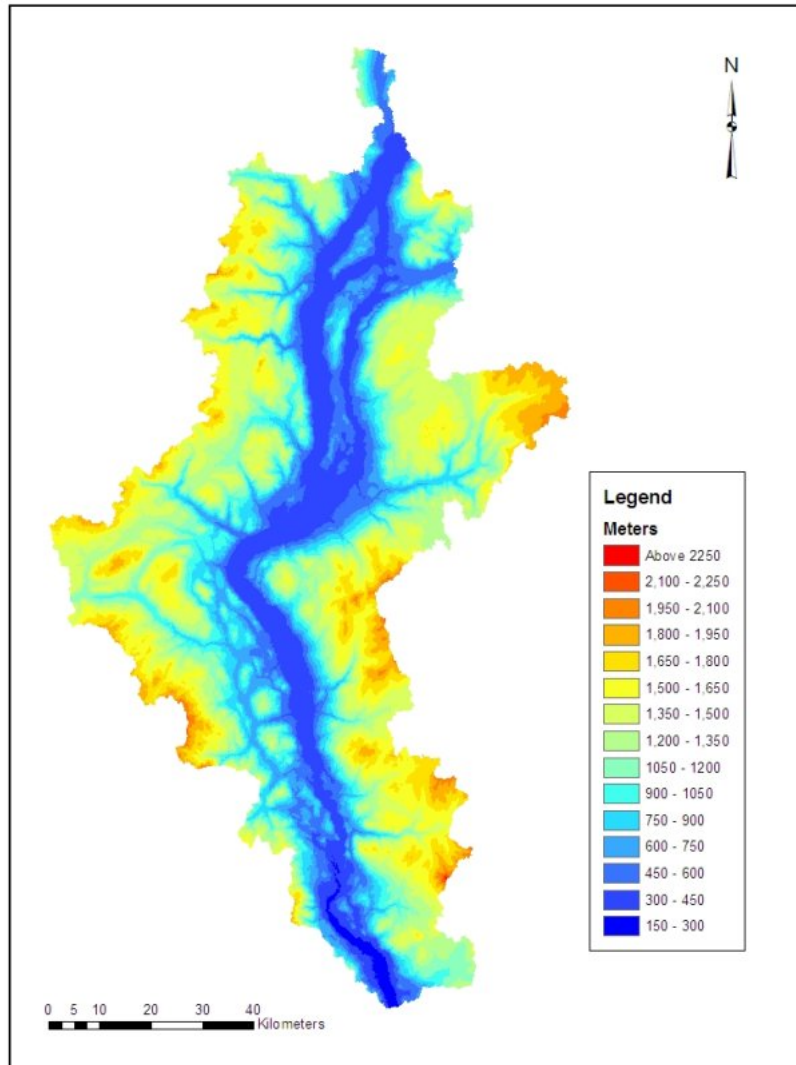 N
Legend
Meters
Above 2250
2,100 - 2,250
1,950 - 2,100
1,800 - 1,950
1,650 - 1,800
1,500 - 1,650
1,350 - 1,500
1,200 - 1,350
1050 - 1200
900 - 1050
750 - 900
600 - 750
450 - 600
300 - 450
150 - 300
0 5 10 20 30 40
Kilometers